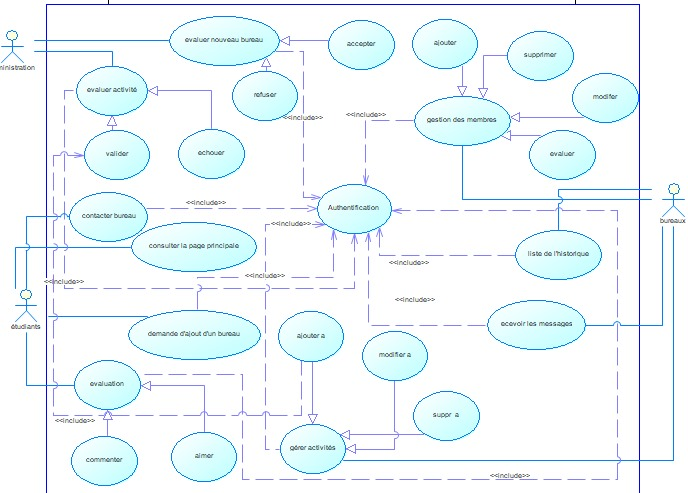 evaluer nouveau bureau
accepter
ajouter
supprimer
ministration
evaluer activité
refuser
modifer
<<include>>
<<include>>
gestion des membres
valider
echouer
evaluer
<<include>>
contacter bureau
Authentification
bureaux
<<include>>
consulter la page principale
liste de l'historique
<<include>>
<<include>>
<<include>>
étudiants
<<include>>
demande d'ajout d'un bureau
ajouter a
ecevoir les messages
modifier a
evaluation
<<include>>
suppr a
commenter
aimer
gérer activités
<<include>>